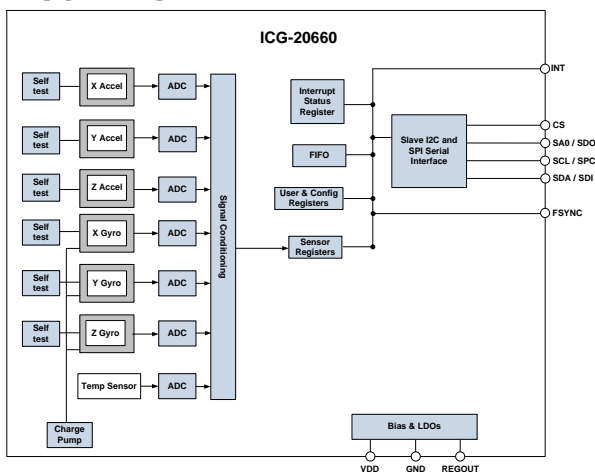 ICG-20660
Self
test
X Accel
ADC
Self
test
Y Accel
ADC
Self
test
Z Accel
ADC
Self
test
X Gyro
ADC
Self
test
Y Gyro
ADC
Self
test
Z Gyro
ADC
Temp Sensor
ADC
Charge
Pump
Signal Conditioning
Interrupt
Status
Register
FIFO
User & Config
Registers
Sensor
Registers
Slave I2C and
SPI Serial
Interface
INT
CS
SA0 / SDO
SCL / SPC
SDA / SDI
FSYNC
Bias & LDOs
VDD
GND
REGOUT